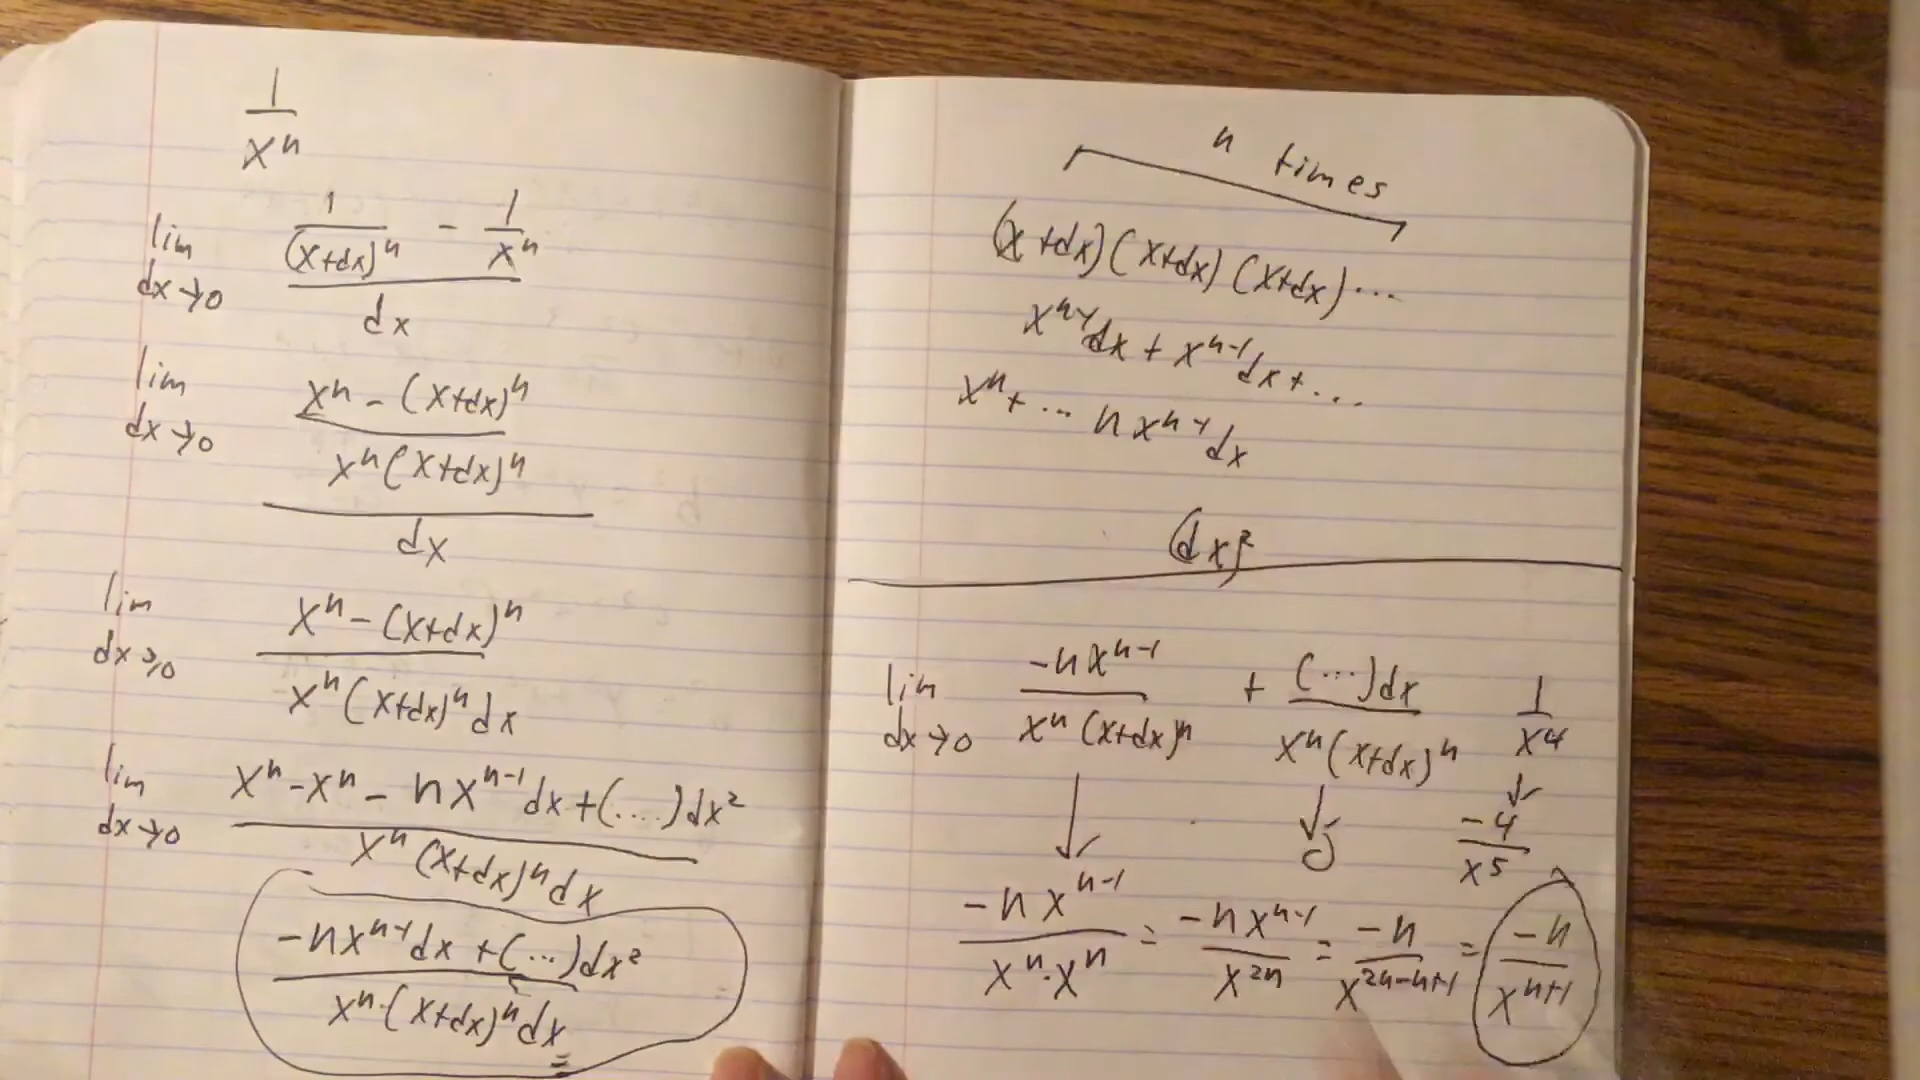 1/xⁿ
lim dx→0 (1/(x+dx)ⁿ - 1/xⁿ)/dx
lim dx→0 ((xⁿ - (x+dx)ⁿ)/(xⁿ(x+dx)ⁿ))/dx
lim dx→0 (xⁿ - (x+dx)ⁿ)/(xⁿ(x+dx)ⁿdx)
lim dx→0 (xⁿ - xⁿ - nxⁿ⁻¹dx + (....)dx²)/(xⁿ(x+dx)ⁿdx)
(-nxⁿ⁻¹dx + (...)dx²)/(xⁿ·(x+dx)ⁿdx)
n times
(x+dx)(x+dx)(x+dx)...
xⁿ⁻¹dx + xⁿ⁻¹dx + ...
xⁿ + ... nxⁿ⁻¹dx
(dx)²
lim dx→0 -nxⁿ⁻¹/(xⁿ(x+dx)ⁿ) + (...)dx/(xⁿ(x+dx)ⁿ) 1/x⁴
↓ ↓ ↓
0 -4/x⁵
-nxⁿ⁻¹/(xⁿ·xⁿ) = -nxⁿ⁻¹/x²ⁿ = -n/x²ⁿ⁻ⁿ⁺¹ = -n/xⁿ⁺¹